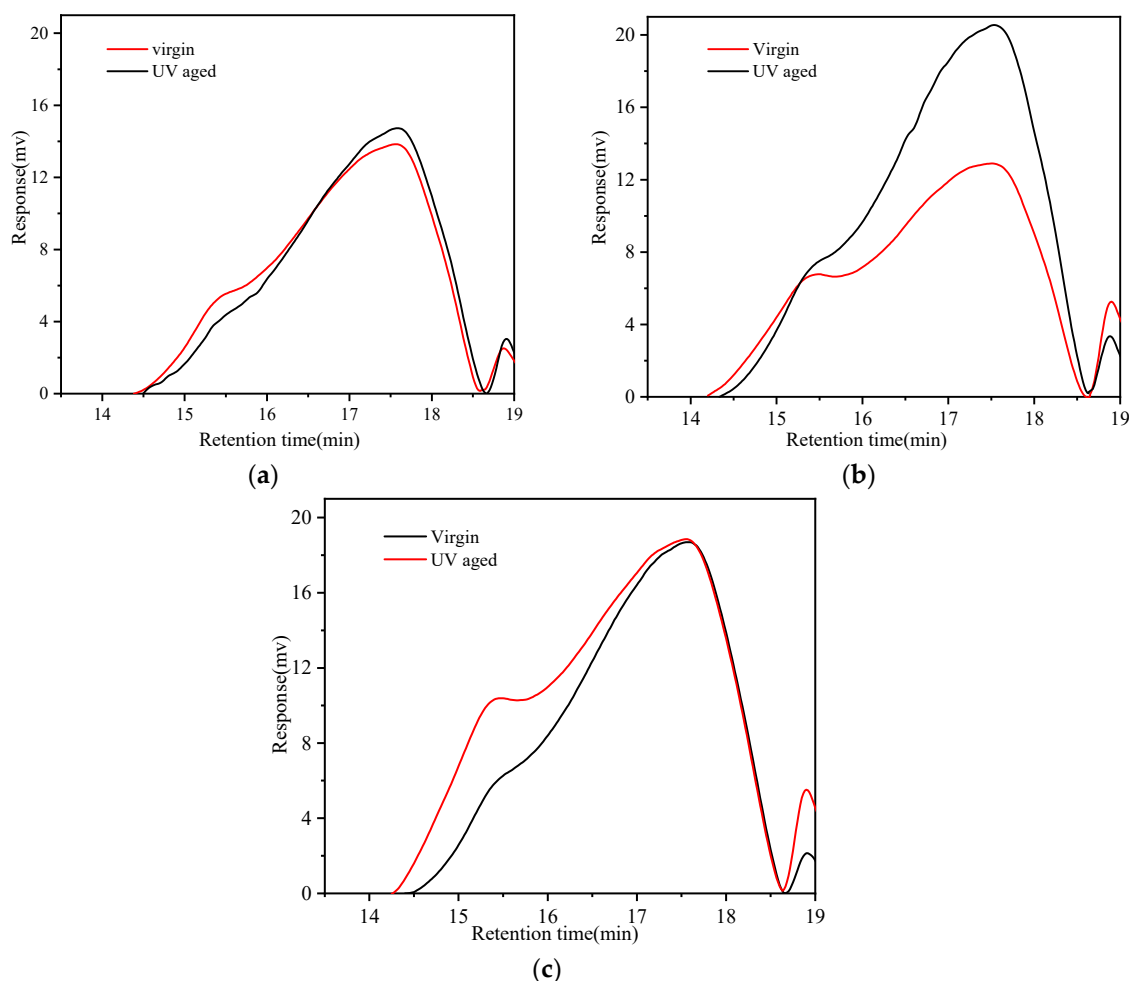 virgin
UV aged
Response(mv)
0
4
8
12
16
20
14
15
16
17
18
19
Retention time(min)
(a)
Virgin
UV aged
Response(mv)
0
4
8
12
16
20
14
15
16
17
18
19
Retention time(min)
(b)
Virgin
UV aged
Response(mv)
0
4
8
12
16
20
14
15
16
17
18
19
Retention time(min)
(c)